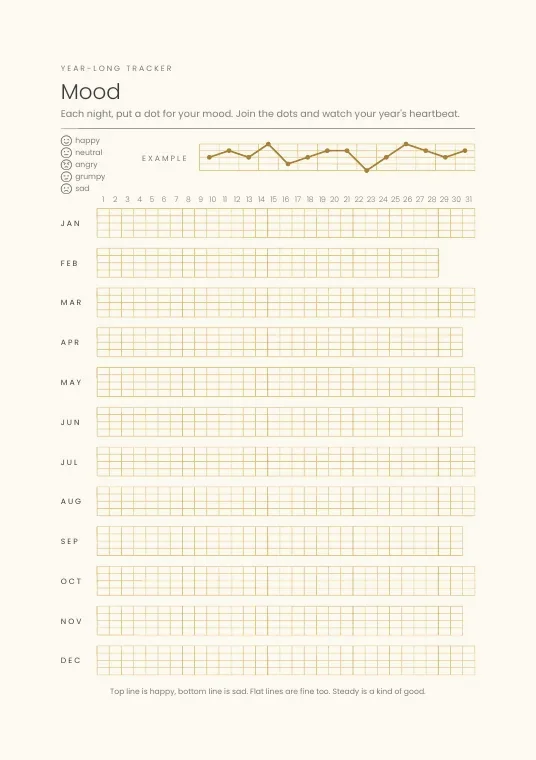 YEAR-LONG TRACKER
Mood
Each night, put a dot for your mood. Join the dots and watch your year's heartbeat.
happy
neutral
angry
grumpy
sad
EXAMPLE
1 2 3 4 5 6 7 8 9 10 11 12 13 14 15 16 17 18 19 20 21 22 23 24 25 26 27 28 29 30 31
JAN
FEB
MAR
APR
MAY
JUN
JUL
AUG
SEP
OCT
NOV
DEC
Top line is happy, bottom line is sad. Flat lines are fine too. Steady is a kind of good.